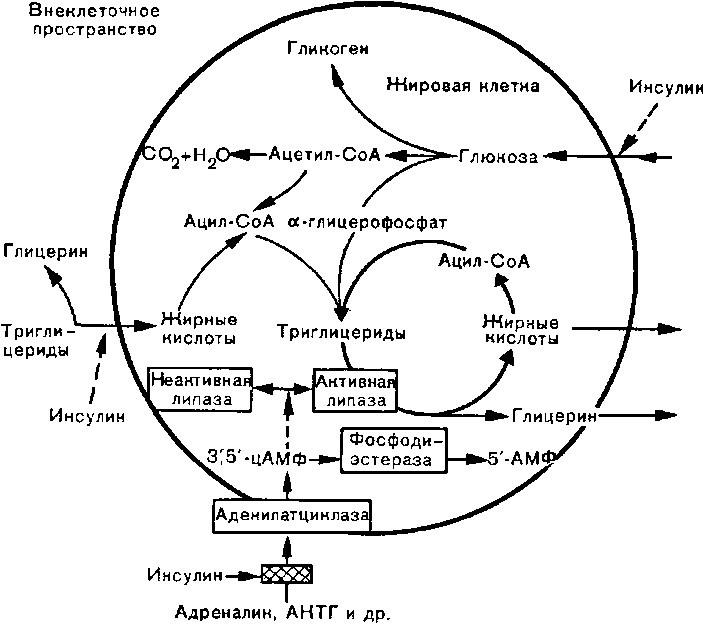 Внеклеточное
пространство
Гликоген
Жировая клетка
Инсулин
CO2+H2O
Ацетил-CoA
Глюкоза
Ацил-CoA
α-глицерофосфат
Глицерин
Ацил-CoA
Тригли-
цериды
Жирные
кислоты
Триглицериды
Жирные
кислоты
Неактивная
липаза
Активная
липаза
Инсулин
Глицерин
3′,5′-цАМФ
Фосфоди-
эстераза
5′-АМФ
Аденилатциклаза
Инсулин
Адреналин, АКТГ и др.